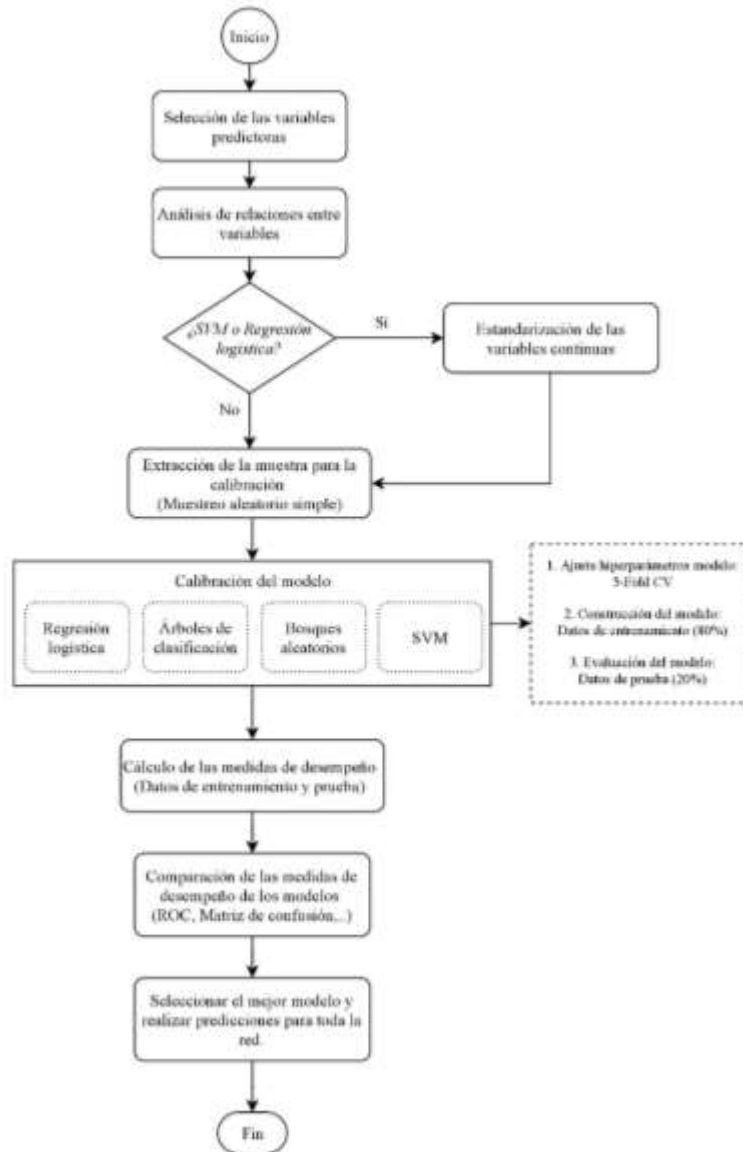 Inicio
Selección de las variables
predictoras
Análisis de relaciones entre
variables
¿SVM o Regresión
logística?
Si
Estandarización de las
variables continuas
No
Extracción de la muestra para la
calibración
(Muestreo aleatorio simple)
Calibración del modelo
Regresión
logística
Árboles de
clasificación
Bosques
aleatorios
SVM
1. Ajuste hiperparámetros modelo:
5-Fold CV
2. Construcción del modelo:
Datos de entrenamiento (80%)
3. Evaluación del modelo:
Datos de prueba (20%)
Cálculo de las medidas de desempeño
(Datos de entrenamiento y prueba)
Comparación de las medidas de
desempeño de los modelos
(ROC, Matriz de confusión...)
Seleccionar el mejor modelo y
realizar predicciones para toda la
red.
Fin